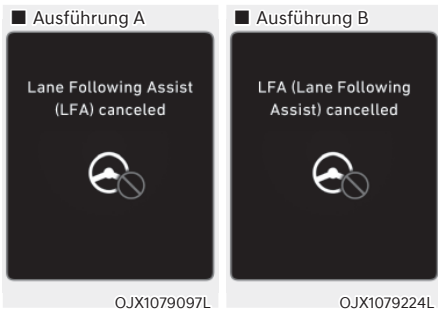 ■ Ausführung A
Lane Following Assist
(LFA) canceled
OJX1079097L
■ Ausführung B
LFA (Lane Following
Assist) cancelled
OJX1079224L